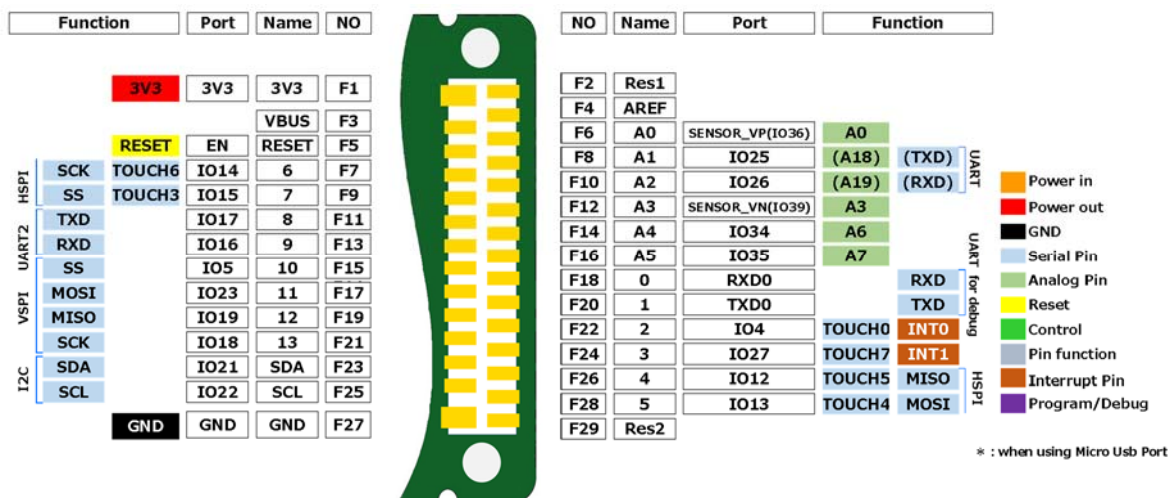 Function Port Name NO
3V3 3V3 3V3 F1
VBUS F3
RESET EN RESET F5
HSPI
SCK TOUCH6 IO14 6 F7
SS TOUCH3 IO15 7 F9
UART2
TXD IO17 8 F11
RXD IO16 9 F13
VSPI
SS IO5 10 F15
MOSI IO23 11 F17
MISO IO19 12 F19
SCK IO18 13 F21
I2C
SDA IO21 SDA F23
SCL IO22 SCL F25
GND GND GND F27
NO Name Port Function
F2 Res1
F4 AREF
F6 A0 SENSOR_VP(IO36) A0
F8 A1 IO25 (A18) (TXD)
F10 A2 IO26 (A19) (RXD)
UART
F12 A3 SENSOR_VN(IO39) A3
F14 A4 IO34 A6
F16 A5 IO35 A7
F18 0 RXD0 RXD
F20 1 TXD0 TXD
UART for debug
F22 2 IO4 TOUCH0 INT0
F24 3 IO27 TOUCH7 INT1
F26 4 IO12 TOUCH5 MISO
F28 5 IO13 TOUCH4 MOSI
HSPI
F29 Res2
Power in
Power out
GND
Serial Pin
Analog Pin
Reset
Control
Pin function
Interrupt Pin
Program/Debug
* : when using Micro Usb Port